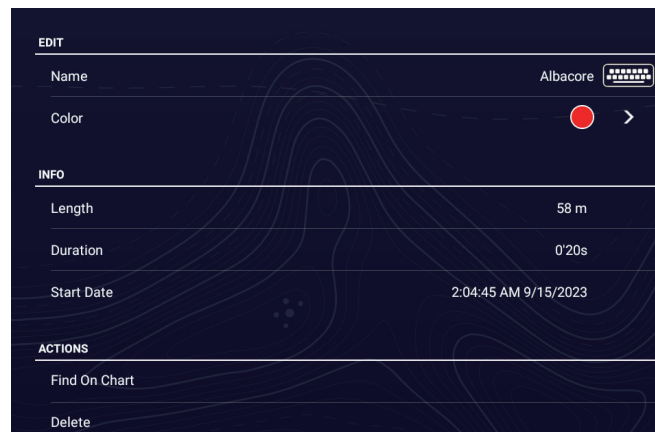 EDIT
Name Albacore
Color
INFO
Length 58 m
Duration 0'20s
Start Date 2:04:45 AM 9/15/2023
ACTIONS
Find On Chart
Delete